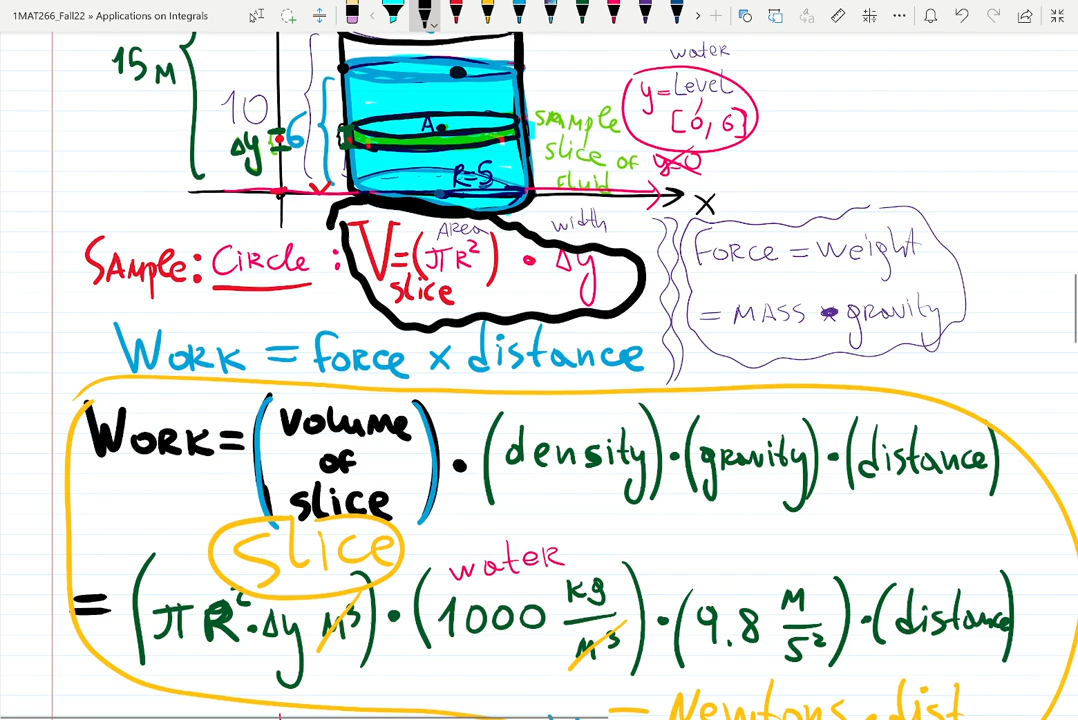 1MAT266_Fall22 » Applications on Integrals
15 M
10
Δy
6
A
R=5
sample
slice of
Fluid
water
y= Level
[0, 6]
y=0
x
Sample: Circle : V = (πR²) • Δy
slice
Area
width
Force = weight
= MASS • gravity
Work = force x distance
Work = (volume of slice) • (density) • (gravity) • (distance)
slice
water
= (πR²·Δy M³) • (1000 kg/M³) • (9.8 M/S²) • (distance)
– Newtons . dist